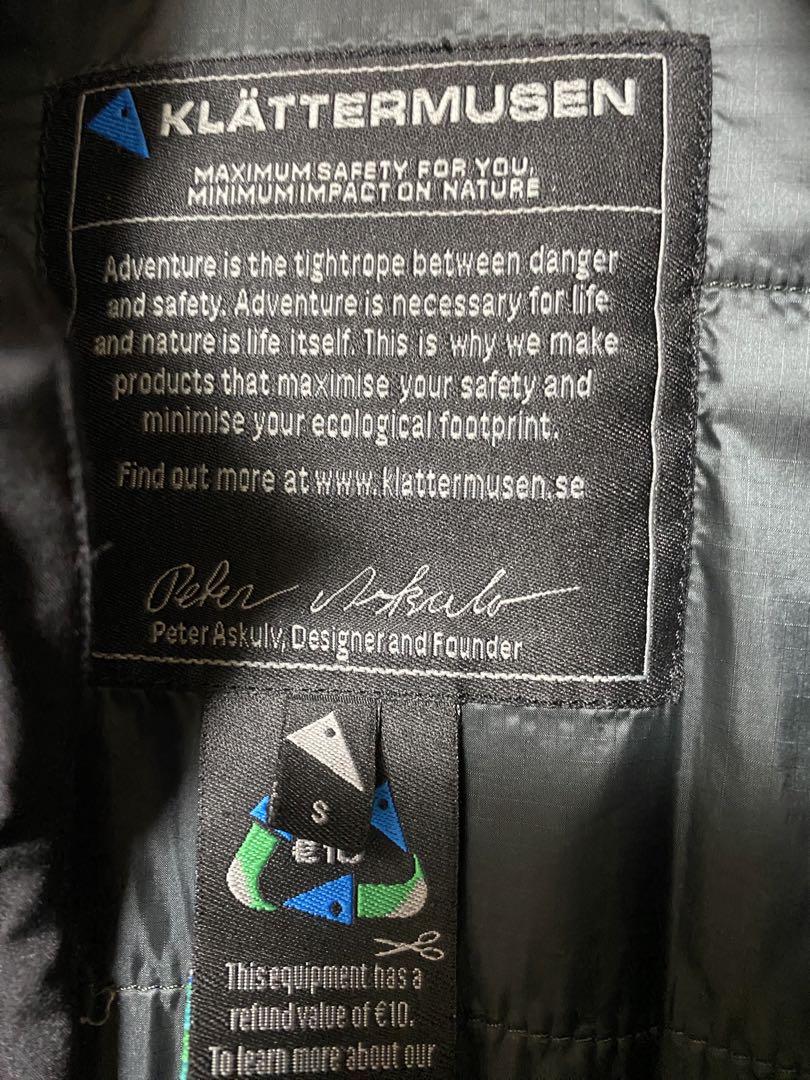 KLÄTTERMUSEN
MAXIMUM SAFETY FOR YOU,
MINIMUM IMPACT ON NATURE
Adventure is the tightrope between danger
and safety. Adventure is necessary for life
and nature is life itself. This is why we make
products that maximise your safety and
minimise your ecological footprint.
Find out more at www.klattermusen.se
Peter Askulv
Peter Askulv, Designer and Founder
S
€10
This equipment has a
refund value of €10.
To learn more about our